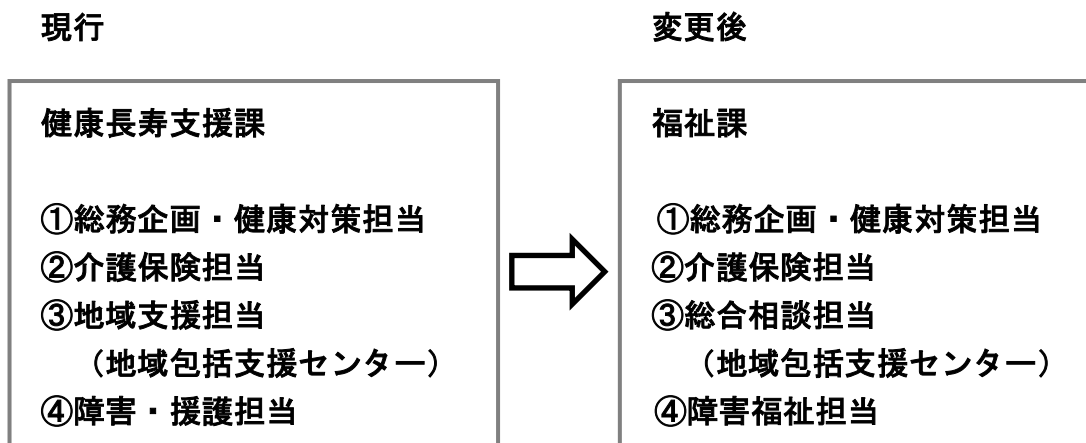 現行
健康長寿支援課
①総務企画・健康対策担当
②介護保険担当
③地域支援担当
（地域包括支援センター）
④障害・援護担当
変更後
福祉課
①総務企画・健康対策担当
②介護保険担当
③総合相談担当
（地域包括支援センター）
④障害福祉担当